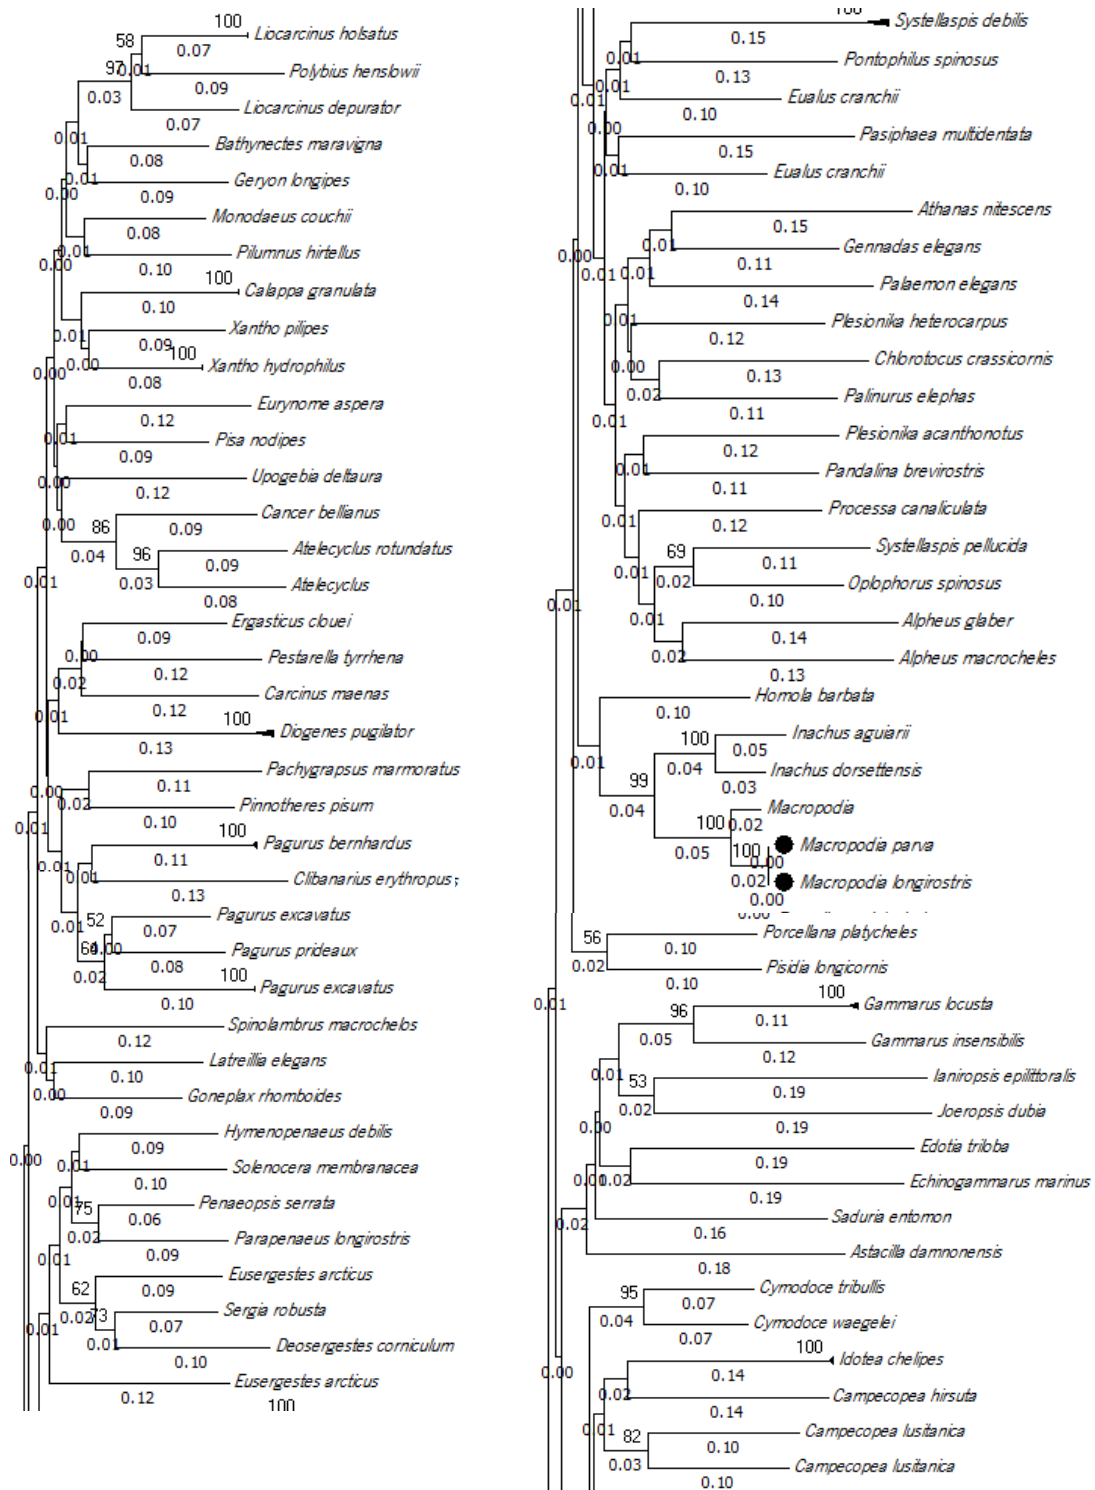 100
Liocarcinus holsatus
58
0.07
Polybius henslowii
97
0.01
0.09
0.03
Liocarcinus depurator
0.07
0.01
Bathynectes maravigna
0.08
0.01
Geryon longipes
0.00
0.09
Monodaeus couchii
0.08
0.01
Pilumnus hirtellus
0.00
0.10
100
Calappa granulata
0.10
Xantho pilipes
0.01
0.09
100
0.00
Xantho hydrophilus
0.00
0.08
Eurynome aspera
0.12
0.01
Pisa nodipes
0.09
0.00
Upogebia deltaura
0.12
Cancer bellianus
0.00
86
0.09
0.04
96
Atelecyclus rotundatus
0.09
0.01
0.03
Atelecyclus
0.08
Ergasticus clouei
0.09
0.00
Pestarella tyrrhena
0.12
0.02
Carcinus maenas
0.12
0.01
100
Diogenes pugilator
0.13
Pachygrapsus marmoratus
0.11
0.00
0.02
Pinnotheres pisum
0.10
0.01
100
Pagurus bernhardus
0.11
0.01
Clibanarius erythropus;
0.13
52
Pagurus excavatus
0.01
0.07
64
0.00
Pagurus prideaux
0.08
0.02
100
Pagurus excavatus
0.10
Spinolambrus macrochelos
0.12
0.01
Latreillia elegans
0.10
0.00
Goneplax rhomboides
0.09
Hymenopenaeus debilis
0.09
0.00
0.01
Solenocera membranacea
0.10
0.01
75
Penaeopsis serrata
0.06
0.02
Parapenaeus longirostris
0.01
0.09
Eusergestes arcticus
62
0.09
0.02
73
Sergia robusta
0.01
0.07
0.01
Deosergestes corniculum
0.10
Eusergestes arcticus
0.12
100
100
Systellaspis debilis
0.15
0.01
Pontophilus spinosus
0.13
0.01
0.01
Eualus cranchii
0.10
0.00
Pasiphaea multidentata
0.15
0.01
Eualus cranchii
0.10
Athanas nitescens
0.15
0.01
Gennadas elegans
0.00
0.11
0.01
0.01
Palaemon elegans
0.14
0.01
Plesionika heterocarpus
0.12
0.00
Chlorotocus crassicornis
0.13
0.02
Palinurus elephas
0.11
0.01
Plesionika acanthonotus
0.12
0.01
Pandalina brevirostris
0.11
0.01
Processa canaliculata
0.12
69
Systellaspis pellucida
0.01
0.11
0.02
Oplophorus spinosus
0.10
0.01
0.01
Alpheus glaber
0.14
0.02
Alpheus macrocheles
0.13
Homola barbata
0.10
Inachus aguiarii
0.01
100
0.05
0.04
Inachus dorsettensis
99
0.03
0.04
Macropodia
100
0.02
0.05
100
Macropodia parva
0.00
0.02
Macropodia longirostris
0.00
56
Porcellana platycheles
0.10
0.02
Pisidia longicornis
0.10
0.01
100
Gammarus locusta
96
0.11
0.05
Gammarus insensibilis
0.12
0.01
53
Ianiropsis epilittoralis
0.19
0.02
Joeropsis dubia
0.00
0.19
Edotia triloba
0.19
0.01
0.02
Echinogammarus marinus
0.19
0.02
Saduria entomon
0.16
Astacilla damnonensis
0.18
95
Cymodoce tribullis
0.07
0.04
Cymodoce waegelei
0.07
100
Idotea chelipes
0.00
0.14
0.02
Campecopea hirsuta
0.14
0.01
82
Campecopea lusitanica
0.10
0.03
Campecopea lusitanica
0.10